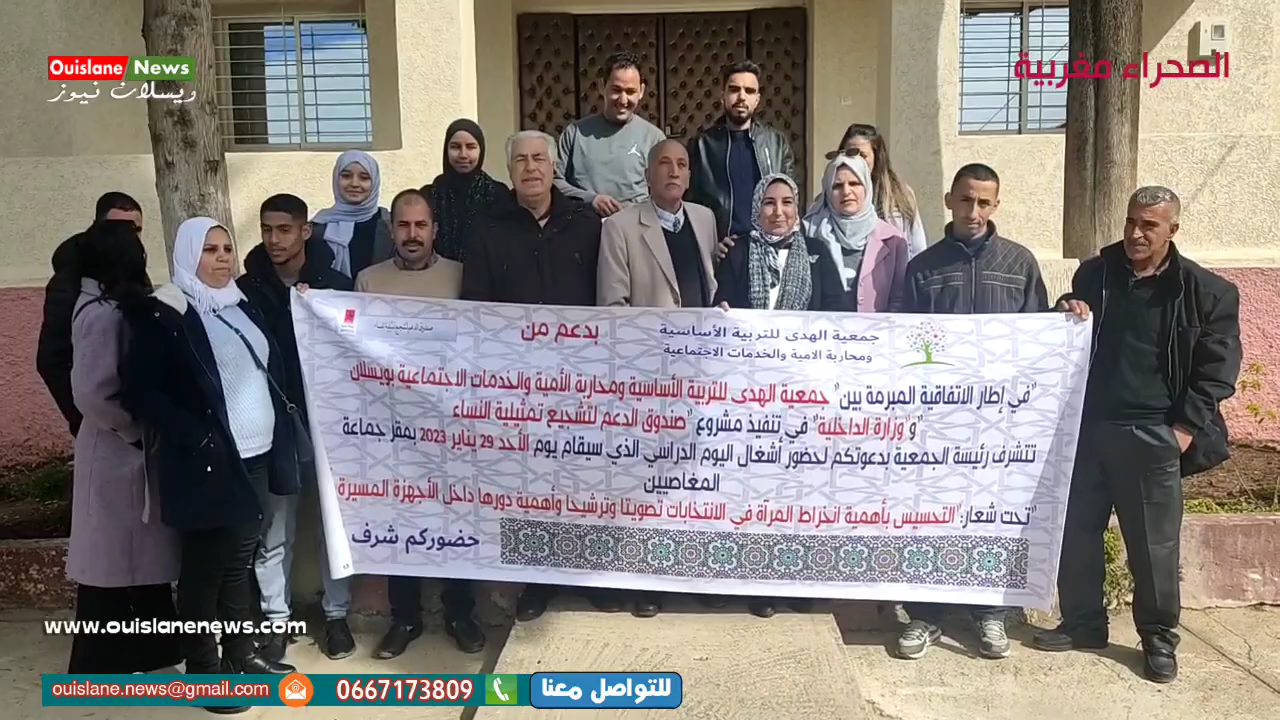 Ouislane News
ويسلان نيوز
الصحراء مغربية
جمعية الهدى للتربية الأساسية
ومحاربة الامية والخدمات الاجتماعية
بدعم من
"في إطار الاتفاقية المبرمة بين" جمعية الهدى للتربية الأساسية ومحاربة الأمية والخدمات الاجتماعية بويسلان
"و"وزارة الداخلية" في تنفيذ مشروع "صندوق الدعم لتشجيع تمثيلية النساء
تتشرف رئيسة الجمعية بدعوتكم لحضور أشغال اليوم الدراسي الذي سيقام يوم الأحد 29 يناير 2023 بمقر جماعة
المغاصيين
"تحت شعار:"التحسيس بأهمية انخراط المرأة في الانتخابات تصويتا وترشيحا وأهمية دورها داخل الأجهزة المسيرة
حضوركم شرف
www.ouislanenews.com
ouislane.news@gmail.com 0667173809 للتواصل معنا